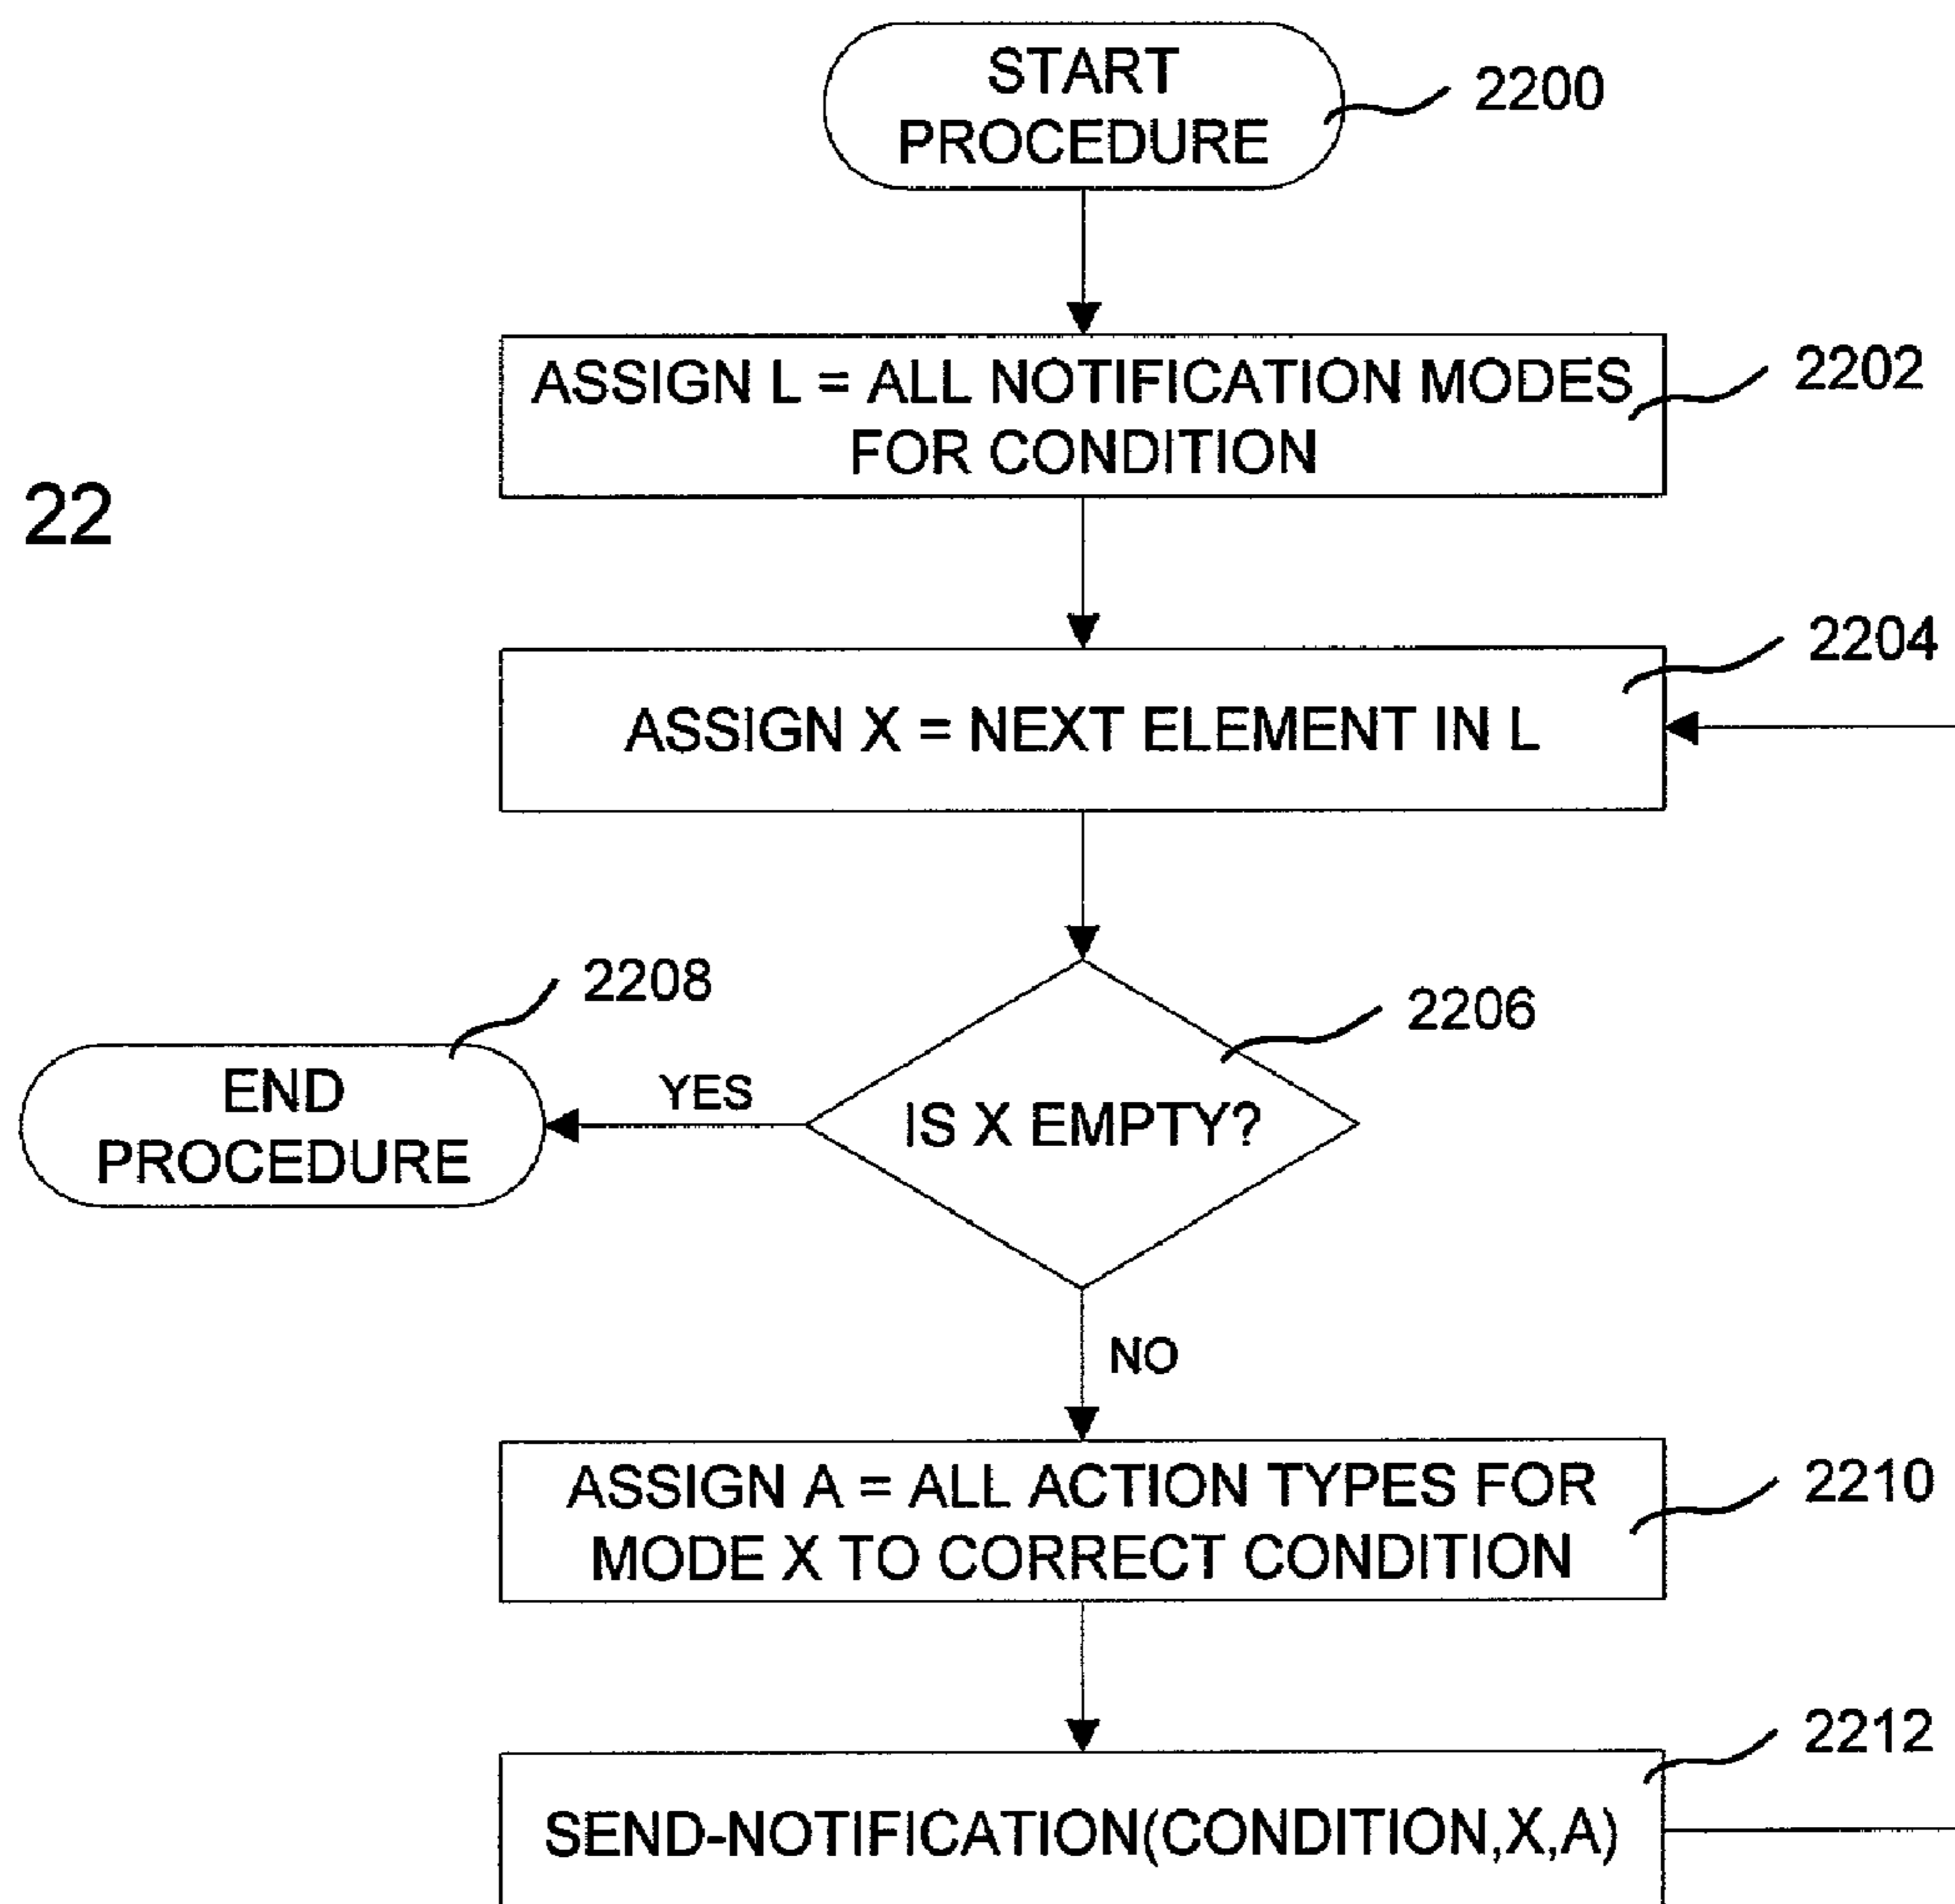 START
PROCEDURE
2200
ASSIGN L = ALL NOTIFICATION MODES
FOR CONDITION
2202
22
ASSIGN X = NEXT ELEMENT IN L
2204
IS X EMPTY?
2206
YES
END
PROCEDURE
2208
NO
ASSIGN A = ALL ACTION TYPES FOR
MODE X TO CORRECT CONDITION
2210
SEND-NOTIFICATION(CONDITION,X,A)
2212